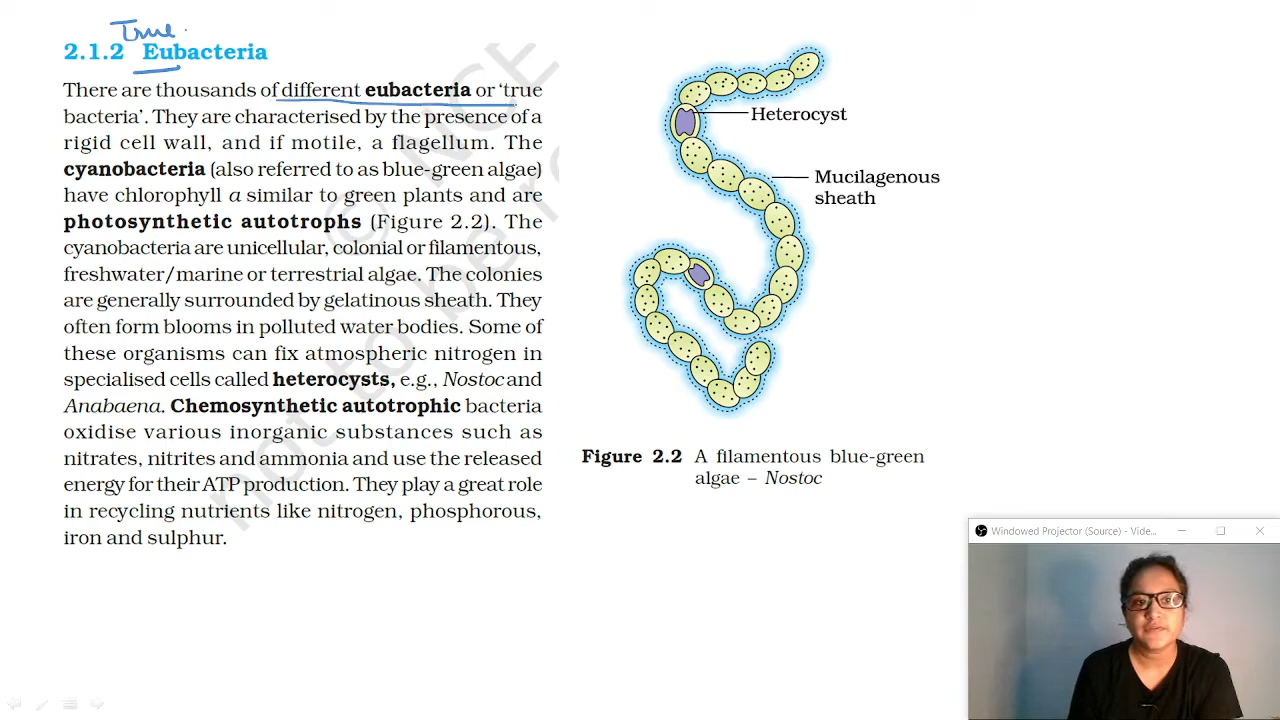 True
2.1.2 Eubacteria
There are thousands of different eubacteria or ‘true
bacteria’. They are characterised by the presence of a
rigid cell wall, and if motile, a flagellum. The
cyanobacteria (also referred to as blue-green algae)
have chlorophyll a similar to green plants and are
photosynthetic autotrophs (Figure 2.2). The
cyanobacteria are unicellular, colonial or filamentous,
freshwater/marine or terrestrial algae. The colonies
are generally surrounded by gelatinous sheath. They
often form blooms in polluted water bodies. Some of
these organisms can fix atmospheric nitrogen in
specialised cells called heterocysts, e.g., Nostoc and
Anabaena. Chemosynthetic autotrophic bacteria
oxidise various inorganic substances such as
nitrates, nitrites and ammonia and use the released
energy for their ATP production. They play a great role
in recycling nutrients like nitrogen, phosphorous,
iron and sulphur.
Heterocyst
Mucilagenous
sheath
Figure 2.2 A filamentous blue-green
algae – Nostoc
© NCE
not to be re
Windowed Projector (Source) - Vide...